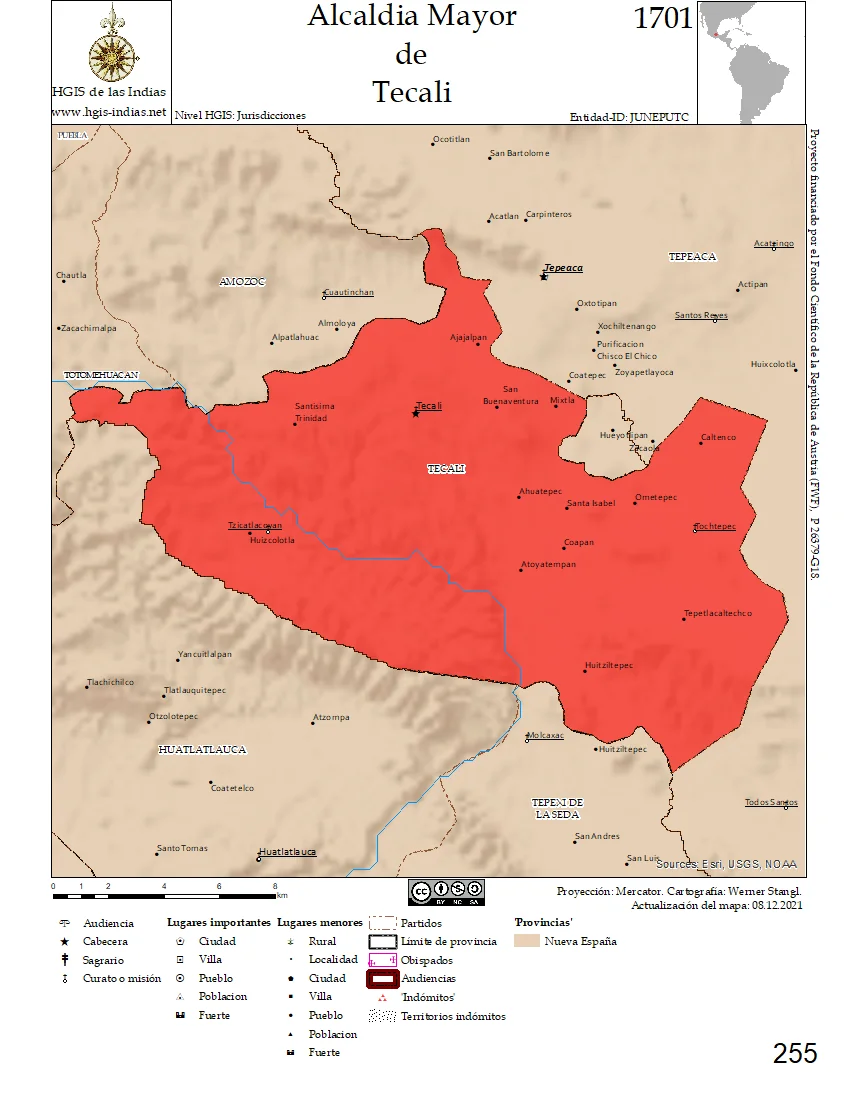 Alcaldia Mayor
de
Tecali
1701
HGIS de las Indias
www.hgis-indias.net
Nivel HGIS: Jurisdicciones
Entidad-ID: JUNEPUTC
Proyecto financiado por el Fondo Científico de la República de Austria (FWF), P 26379-G18.
PUEBLA
Ocotitlan
San Bartolome
Acatlan
Carpinteros
Acatzingo
TEPEACA
Tepeaca
Chautla
AMOZOC
Actipan
Cuautinchan
Oxtotipan
Santos Reyes
Zacachimalpa
Almoloya
Xochiltenango
Alpatlahuac
Ajajalpan
Purificacion
Chisco El Chico
Huixcolotla
TOTOMEHUACAN
Coatepec
Zoyapetlayoca
San
Buenaventura
Mixtla
Santisima
Trinidad
Tecali
Hueyotlipan
Caltenco
Zacaola
TECALI
Ahuatepec
Santa Isabel
Ometepec
Tzicatlacoyan
Huizcolotla
Tochtepec
Coapan
Atoyatempan
Tepetlacaltechco
Yancuitlalpan
Huitziltepec
Tlachichilco
Tlatlauquitepec
Otzolotepec
Atzompa
Molcaxac
HUATLATLAUCA
Huitziltepec
Coatetelco
TEPEXI DE
LA SEDA
Todos Santos
San Andres
Santo Tomas
Huatlatlauca
San Luis
Sources: Esri, USGS, NOAA
0 1 2 4 6 8
km
CC BY NC SA
Proyección: Mercator. Cartografía: Werner Stangl.
Actualización del mapa: 08.12.2021
Audiencia
Cabecera
Sagrario
Curato o misión
Lugares importantes
Ciudad
Villa
Pueblo
Poblacion
Fuerte
Lugares menores
Rural
Localidad
Ciudad
Villa
Pueblo
Poblacion
Fuerte
Partidos
Límite de provincia
Obispados
Audiencias
'Indómitos'
Territorios indómitos
'Provincias'
Nueva España
255